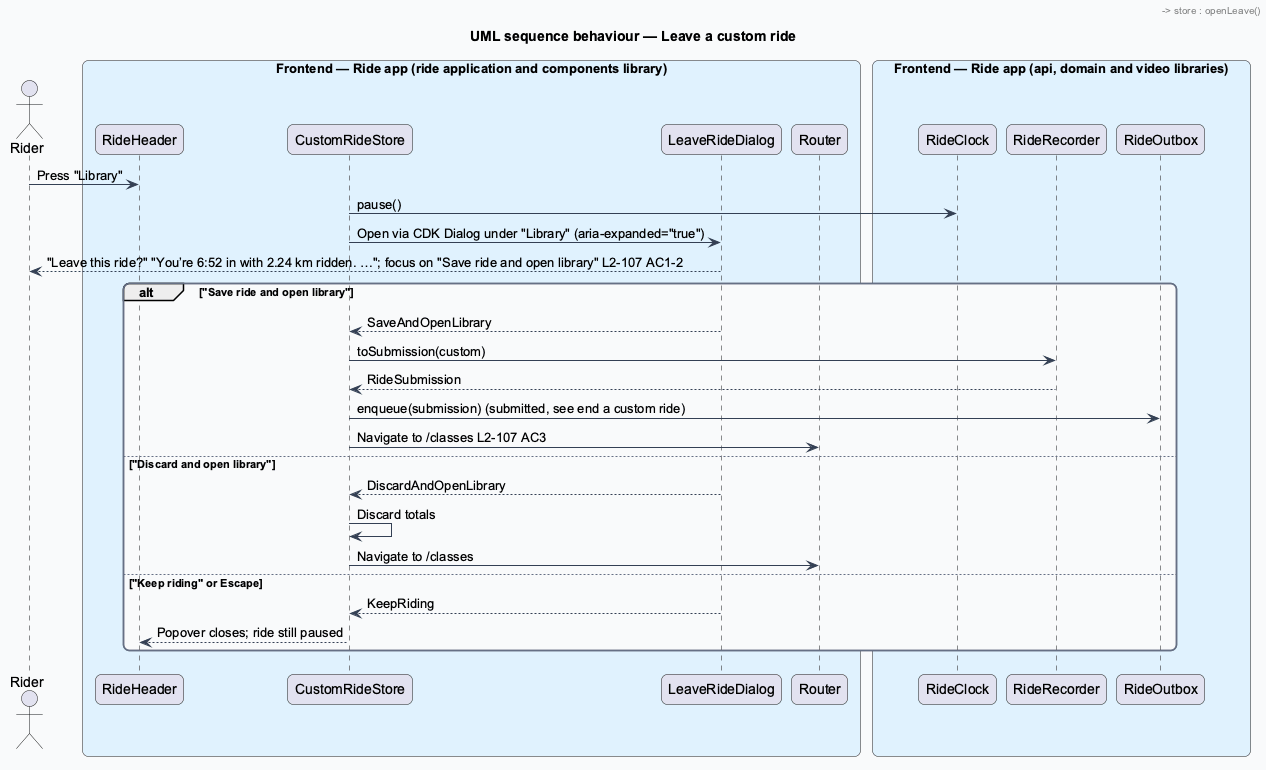 -> store : openLeave()
UML sequence behaviour — Leave a custom ride
Frontend — Ride app (ride application and components library)
Frontend — Ride app (api, domain and video libraries)
Rider
RideHeader
CustomRideStore
LeaveRideDialog
Router
RideClock
RideRecorder
RideOutbox
Press "Library"
pause()
Open via CDK Dialog under "Library" (aria-expanded="true")
"Leave this ride?" "You're 6:52 in with 2.24 km ridden. …"; focus on "Save ride and open library" L2-107 AC1-2
alt
["Save ride and open library"]
SaveAndOpenLibrary
toSubmission(custom)
RideSubmission
enqueue(submission) (submitted, see end a custom ride)
Navigate to /classes L2-107 AC3
["Discard and open library"]
DiscardAndOpenLibrary
Discard totals
Navigate to /classes
["Keep riding" or Escape]
KeepRiding
Popover closes; ride still paused
Rider
RideHeader
CustomRideStore
LeaveRideDialog
Router
RideClock
RideRecorder
RideOutbox